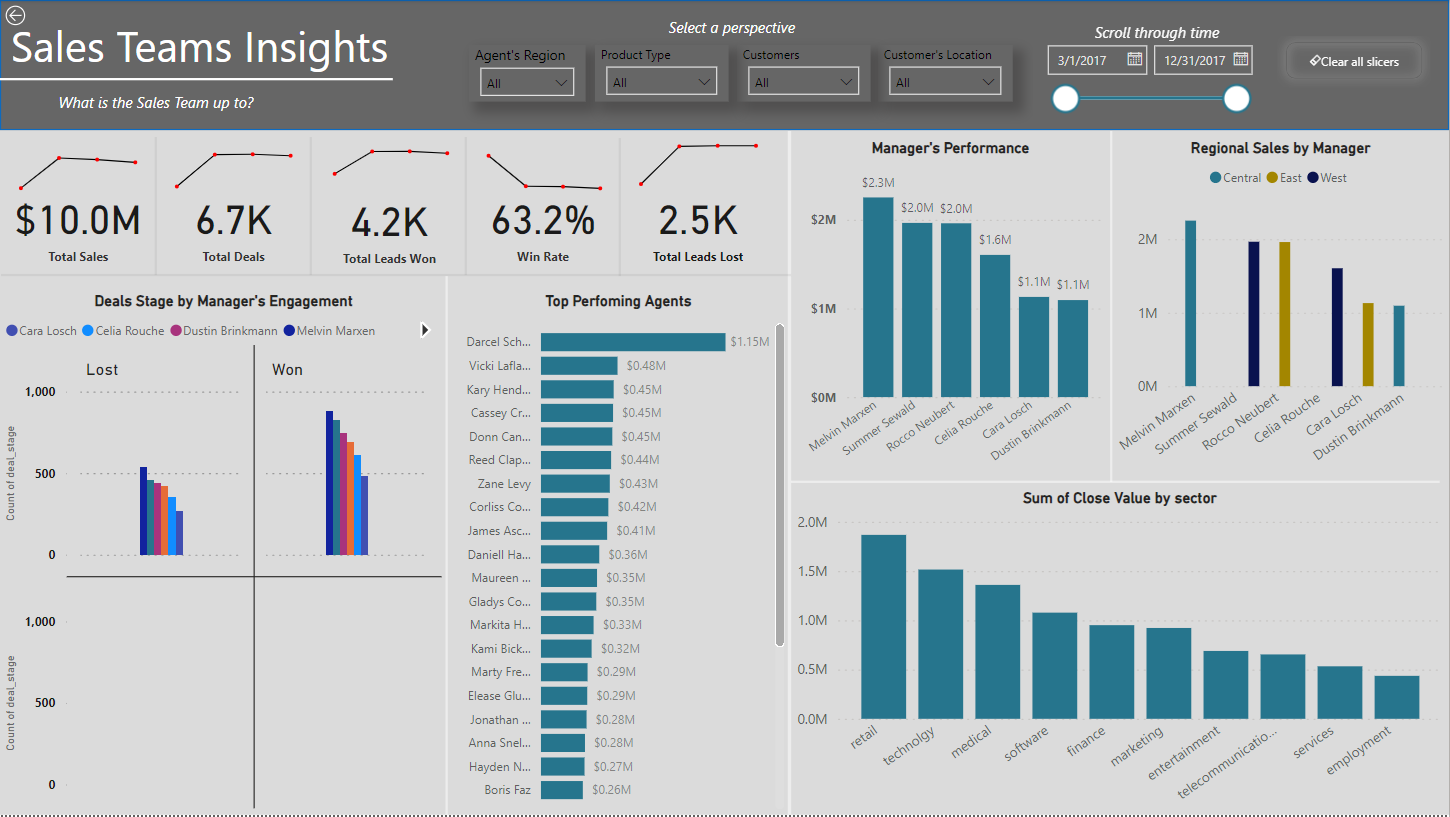 Sales Teams Insights
What is the Sales Team up to?
Select a perspective
Agent's Region
All
Product Type
All
Customers
All
Customer's Location
All
Scroll through time
3/1/2017
12/31/2017
Clear all slicers
$10.0M
Total Sales
6.7K
Total Deals
4.2K
Total Leads Won
63.2%
Win Rate
2.5K
Total Leads Lost
Deals Stage by Manager's Engagement
Cara Losch Celia Rouche Dustin Brinkmann Melvin Marxen
Lost Won
1,000
500
0
Count of deal_stage
1,000
500
0
Count of deal_stage
Top Perfoming Agents
Darcel Sch... $1.15M
Vicki Lafla... $0.48M
Kary Hend... $0.45M
Cassey Cr... $0.45M
Donn Can... $0.45M
Reed Clap... $0.44M
Zane Levy $0.43M
Corliss Co... $0.42M
James Asc... $0.41M
Daniell Ha... $0.36M
Maureen ... $0.35M
Gladys Co... $0.35M
Markita H... $0.33M
Kami Bick... $0.32M
Marty Fre... $0.29M
Elease Glu... $0.29M
Jonathan ... $0.28M
Anna Snel... $0.28M
Hayden N... $0.27M
Boris Faz $0.26M
Manager's Performance
$2.3M
$2.0M $2.0M
$1.6M
$1.1M $1.1M
$2M
$1M
$0M
Melvin Marxen
Summer Sewald
Rocco Neubert
Celia Rouche
Cara Losch
Dustin Brinkmann
Regional Sales by Manager
Central East West
2M
1M
0M
Melvin Marxen
Summer Sewald
Rocco Neubert
Celia Rouche
Cara Losch
Dustin Brinkmann
Sum of Close Value by sector
2.0M
1.5M
1.0M
0.5M
0.0M
retail
technolgy
medical
software
finance
marketing
entertainment
telecommunicatio...
services
employment